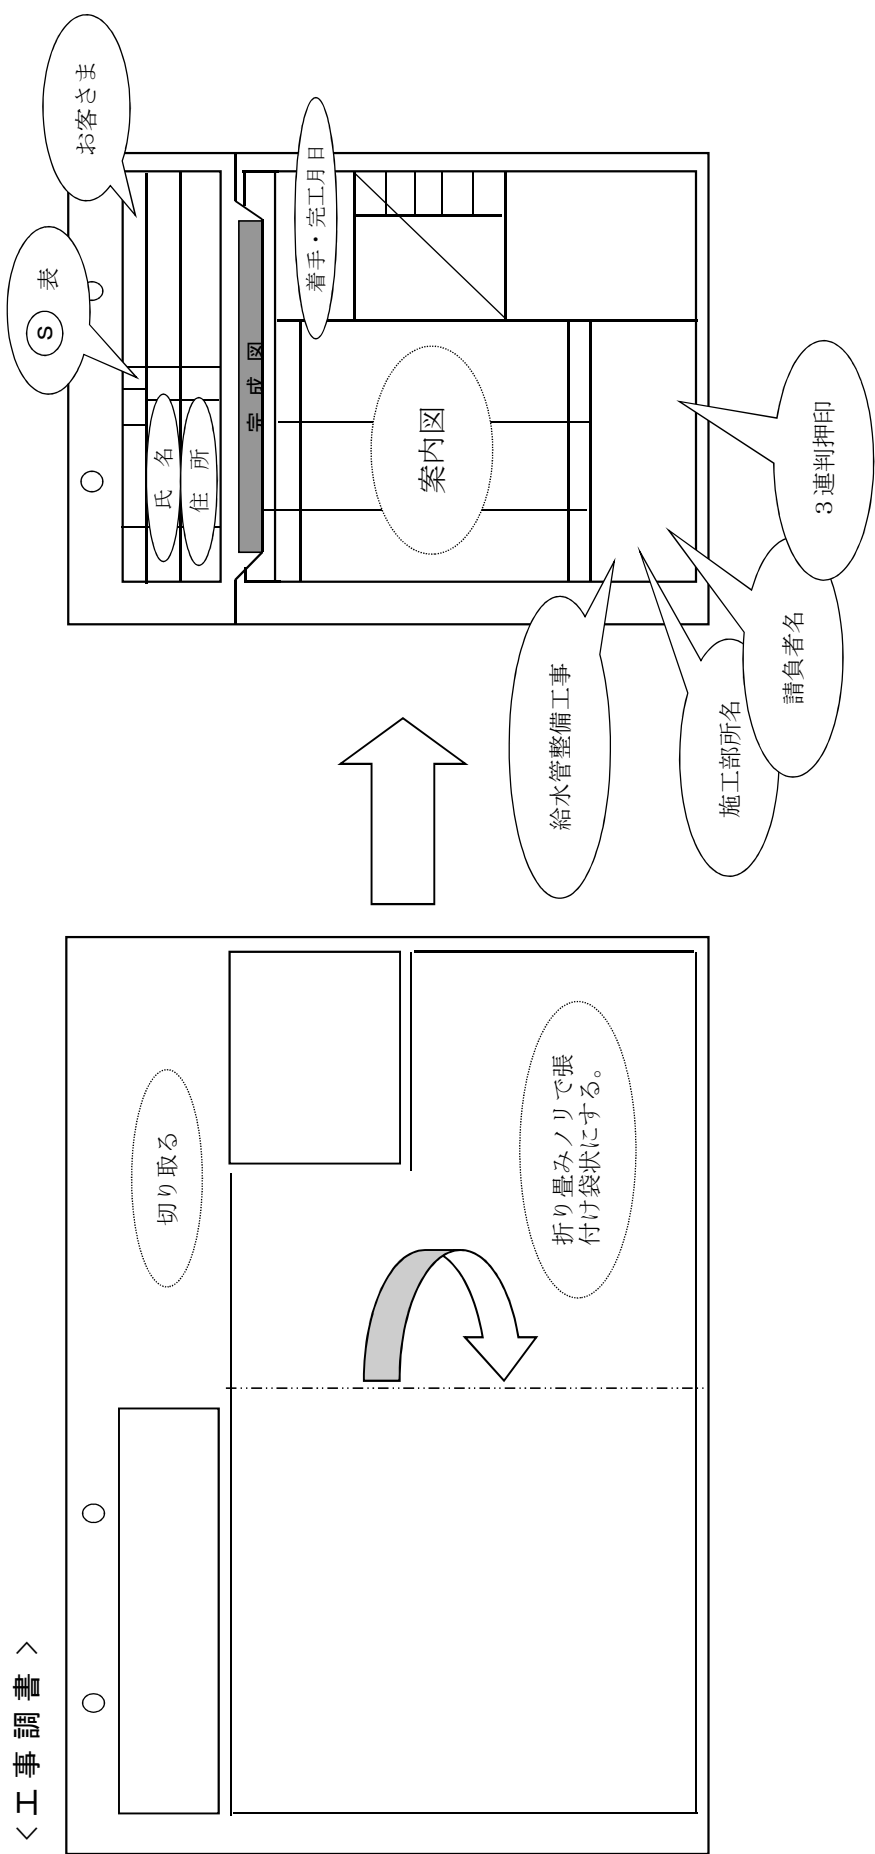 ＜工事調書＞
切り取る
折り畳みノリで張
付け袋状にする。
お客さま
Ⓢ 表
氏 名
住 所
完 成 図
着手・完工月日
案内図
給水管整備工事
施工部所名
請負者名
３連判押印